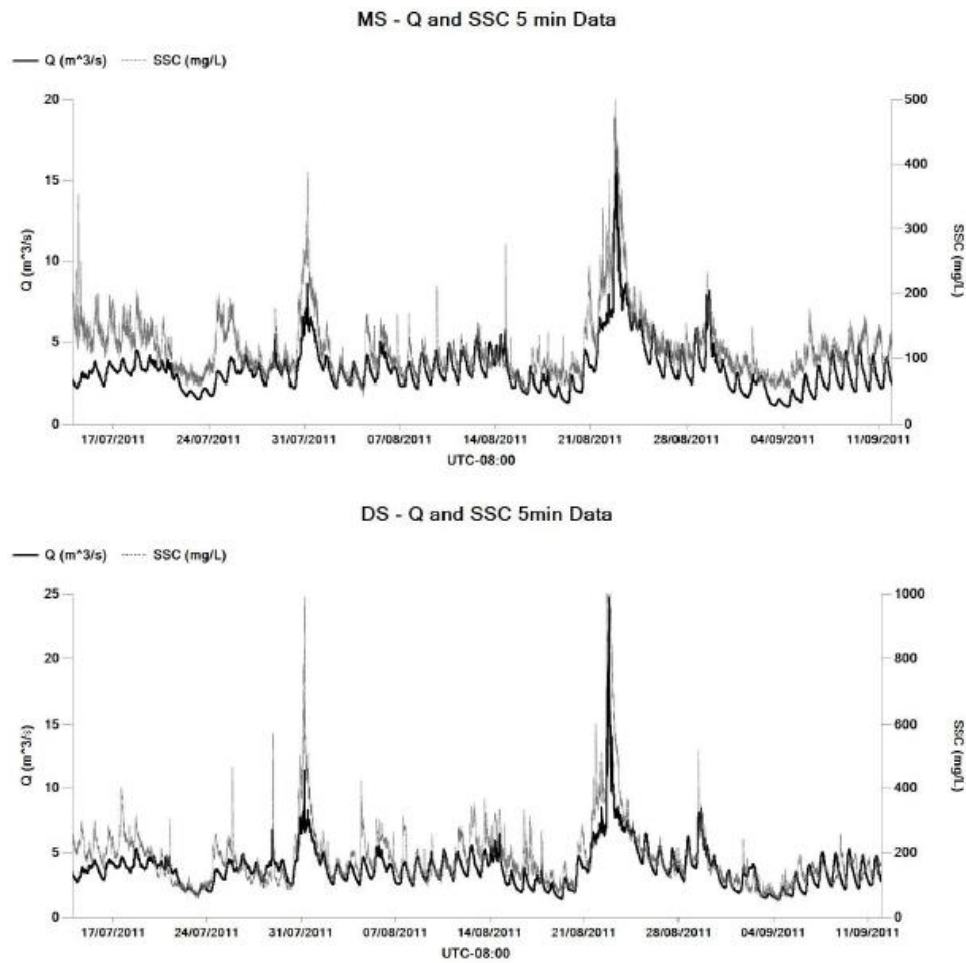 MS - Q and SSC 5 min Data
Q (m^3/s) SSC (mg/L)
20 500
400
15
300
10
200
5
100
0 0
Q (m^3/s)
SSC (mg/L)
17/07/2011 24/07/2011 31/07/2011 07/08/2011 14/08/2011 21/08/2011 28/08/2011 04/09/2011 11/09/2011
UTC-08:00
DS - Q and SSC 5min Data
Q (m^3/s) SSC (mg/L)
25 1000
20 800
15 600
10 400
5 200
0 0
Q (m^3/s)
SSC (mg/L)
17/07/2011 24/07/2011 31/07/2011 07/08/2011 14/08/2011 21/08/2011 28/08/2011 04/09/2011 11/09/2011
UTC-08:00